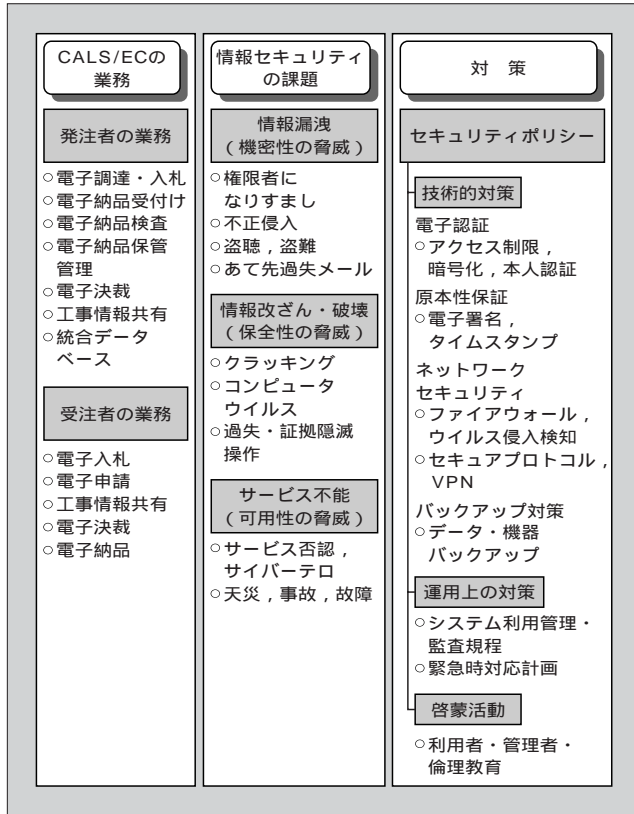 CALS/ECの
業務
発注者の業務
○電子調達・入札
○電子納品受付け
○電子納品検査
○電子納品保管
管理
○電子決裁
○工事情報共有
○統合データ
ベース
受注者の業務
○電子入札
○電子申請
○工事情報共有
○電子決裁
○電子納品
情報セキュリティ
の課題
情報漏洩
(機密性の脅威)
○権限者に
なりすまし
○不正侵入
○盗聴,盗難
○あて先過失メール
情報改ざん・破壊
(保全性の脅威)
○クラッキング
○コンピュータ
ウイルス
○過失・証拠隠滅
操作
サービス不能
(可用性の脅威)
○サービス否認,
サイバーテロ
○天災,事故,故障
対 策
セキュリティポリシー
技術的対策
電子認証
○アクセス制限,
暗号化,本人認証
原本性保証
○電子署名,
タイムスタンプ
ネットワーク
セキュリティ
○ファイアウォール,
ウイルス侵入検知
○セキュアプロトコル,
VPN
バックアップ対策
○データ・機器
バックアップ
運用上の対策
○システム利用管理・
監査規程
○緊急時対応計画
啓蒙活動
○利用者・管理者・
倫理教育